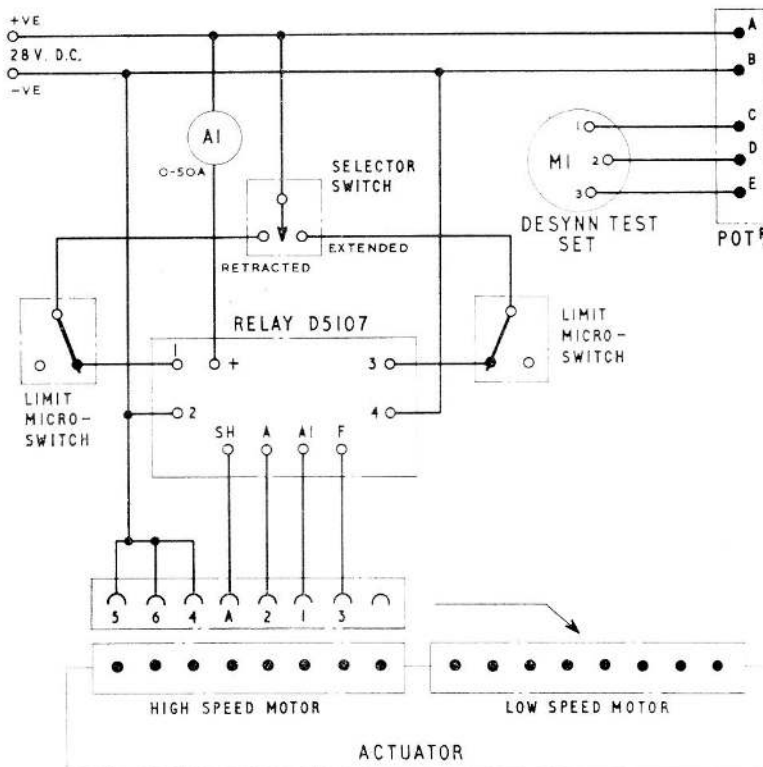 +VE
28 V. D.C.
-VE
A
B
C
D
E
A1
0-50A
SELECTOR
SWITCH
1
M1 2
3
DESYNN TEST
SET
RETRACTED
EXTENDED
RELAY D5107
LIMIT
MICRO-
SWITCH
1 + 3
2 4
LIMIT
MICRO-
SWITCH
SH A A1 F
5 6 4 A 2 1 3
HIGH SPEED MOTOR
LOW SPEED MOTOR
ACTUATOR